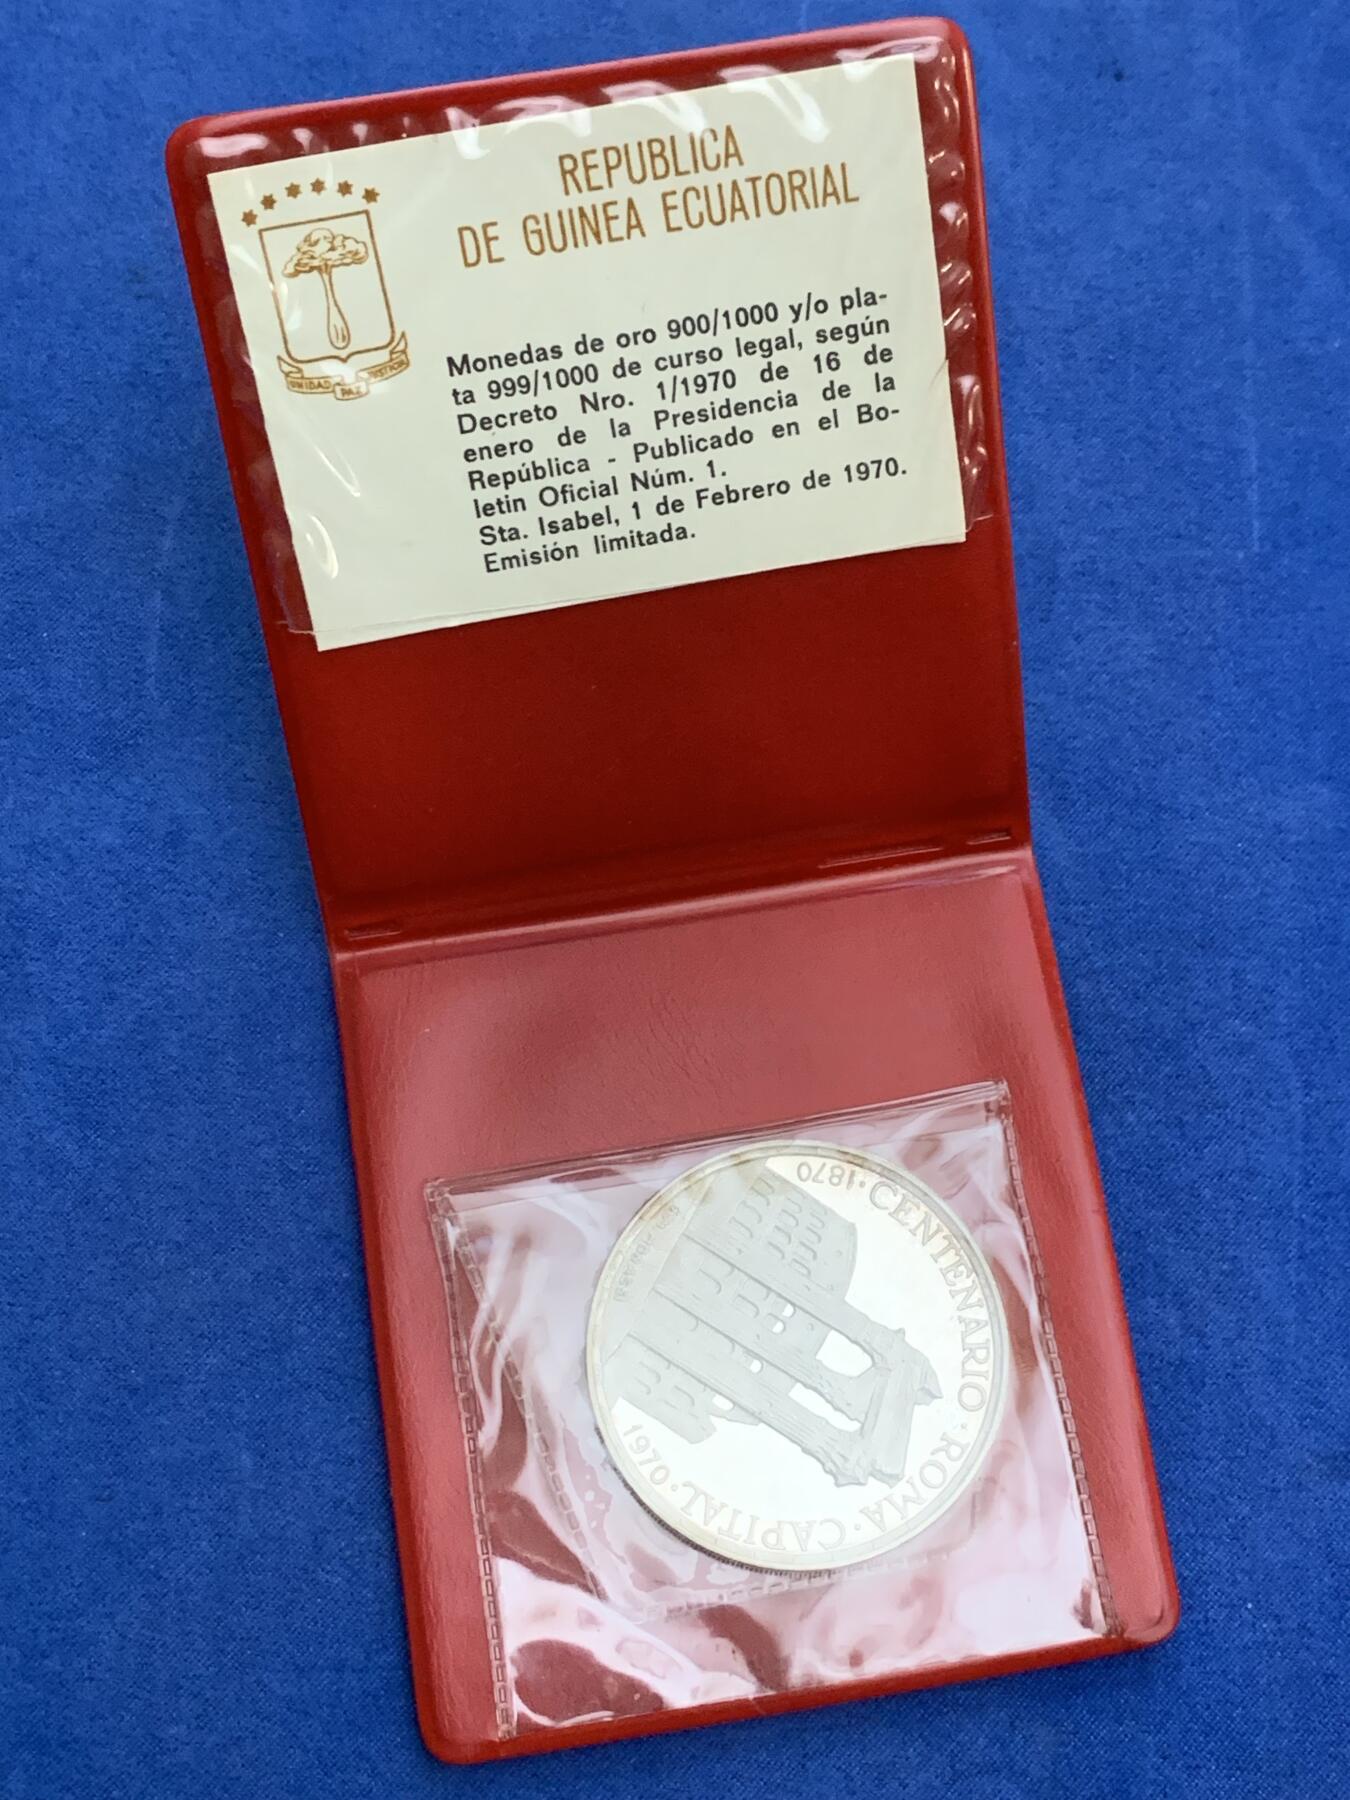 REPUBLICA
DE GUINEA ECUATORIAL
UNIDAD PAZ JUSTICIA
Monedas de oro 900/1000 y/o pla-
ta 999/1000 de curso legal, según
Decreto Nro. 1/1970 de 16 de
enero de la Presidencia de la
República - Publicado en el Bo-
letin Oficial Núm. 1.
Sta. Isabel, 1 de Febrero de 1970.
Emisión limitada.
1870 · CENTENARIO · ROMA · CAPITAL · 1970